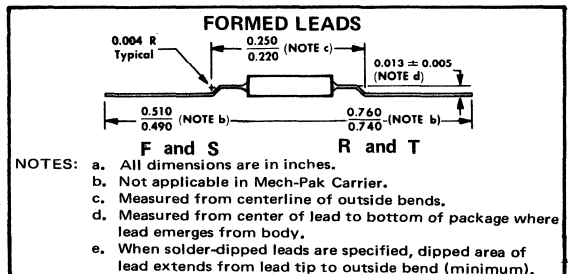 FORMED LEADS
0.004 R
Typical
0.250
0.220 (NOTE c)
0.013 ± 0.005
(NOTE d)
0.510
0.490 (NOTE b)
0.760
0.740 (NOTE b)
F and S
R and T
NOTES: a. All dimensions are in inches.
b. Not applicable in Mech-Pak Carrier.
c. Measured from centerline of outside bends.
d. Measured from center of lead to bottom of package where
lead emerges from body.
e. When solder-dipped leads are specified, dipped area of
lead extends from lead tip to outside bend (minimum).